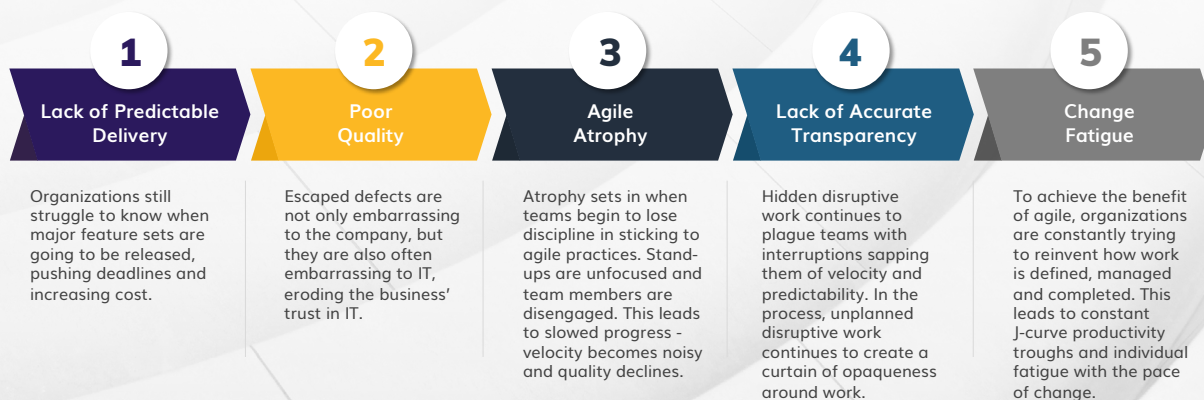 1
Lack of Predictable
Delivery
Organizations still
struggle to know when
major feature sets are
going to be released,
pushing deadlines and
increasing cost.
2
Poor
Quality
Escaped defects are
not only embarrassing
to the company, but
they are also often
embarrassing to IT,
eroding the business’
trust in IT.
3
Agile
Atrophy
Atrophy sets in when
teams begin to lose
discipline in sticking to
agile practices. Stand-
ups are unfocused and
team members are
disengaged. This leads
to slowed progress -
velocity becomes noisy
and quality declines.
4
Lack of Accurate
Transparency
Hidden disruptive
work continues to
plague teams with
interruptions sapping
them of velocity and
predictability. In the
process, unplanned
disruptive work
continues to create a
curtain of opaqueness
around work.
5
Change
Fatigue
To achieve the benefit
of agile, organizations
are constantly trying
to reinvent how work
is defined, managed
and completed. This
leads to constant
J-curve productivity
troughs and individual
fatigue with the pace
of change.